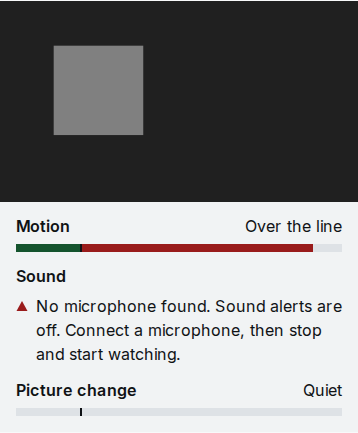 Motion Over the line
Sound
No microphone found. Sound alerts are
off. Connect a microphone, then stop
and start watching.
Picture change Quiet